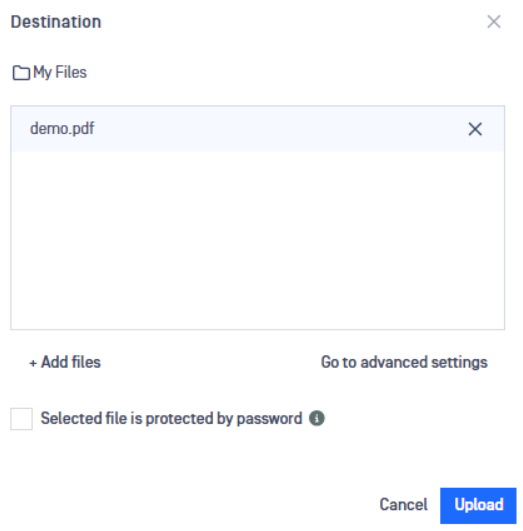 Destination
My Files
demo.pdf
+ Add files
Go to advanced settings
Selected file is protected by password
Cancel
Upload